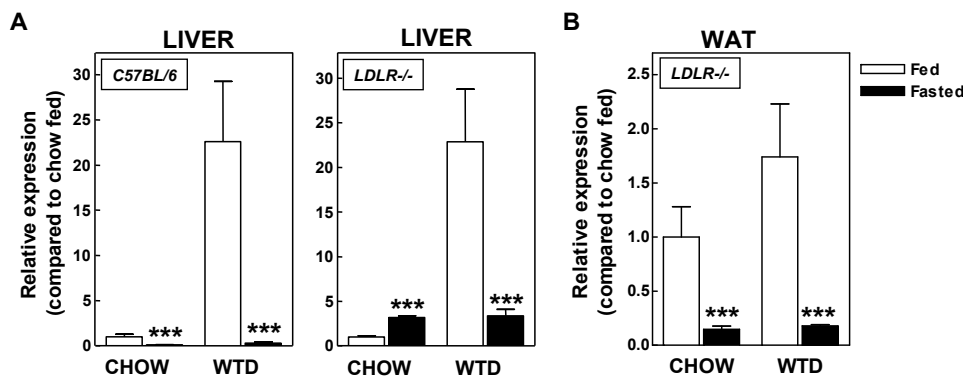 A
LIVER
C57BL/6
Relative expression
(compared to chow fed)
30
25
20
15
10
5
0
***
***
CHOW WTD
LIVER
LDLR-/-
30
25
20
15
10
5
0
***
***
CHOW WTD
B
WAT
LDLR-/-
Relative expression
(compared to chow fed)
2.5
2.0
1.5
1.0
0.5
0.0
***
***
CHOW WTD
Fed
Fasted